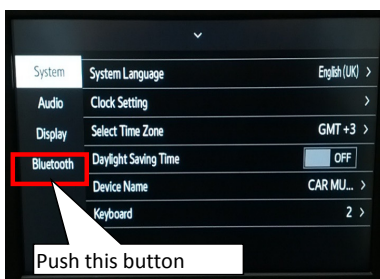 System
System Language English (UK) >
Audio
Clock Setting >
Display
Select Time Zone GMT +3 >
Bluetooth
Daylight Saving Time OFF
Device Name CAR MU... >
Keyboard 2 >
Push this button